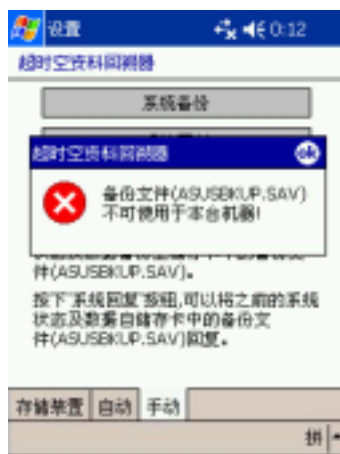 设置 0:12
超时空资料回溯器
系统备份
超时空资料回溯器 ok
备份文件(ASUSBKUP.SAV)
不可使用于本台机器!
件(ASUSBKUP.SAV)。
按下 系统回复 按钮,可以将之前的系统
状态及数据自储存卡中的备份文
件(ASUSBKUP.SAV)回复。
存储装置 自动 手动
拼